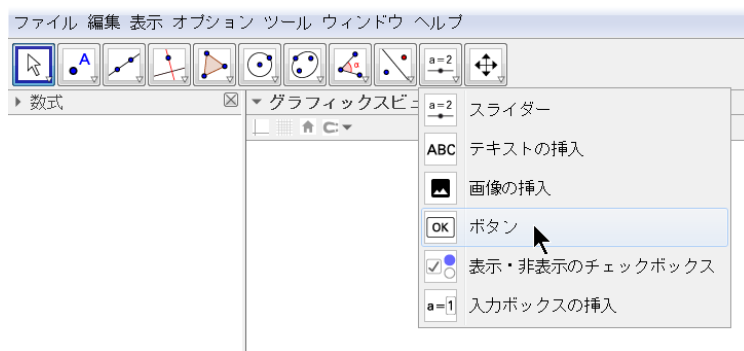 ファイル 編集 表示 オプション ツール ウィンドウ ヘルプ
A
α
a=2
数式
グラフィックスビュ
a=2 スライダー
ABC テキストの挿入
画像の挿入
OK ボタン
表示・非表示のチェックボックス
a=1 入力ボックスの挿入